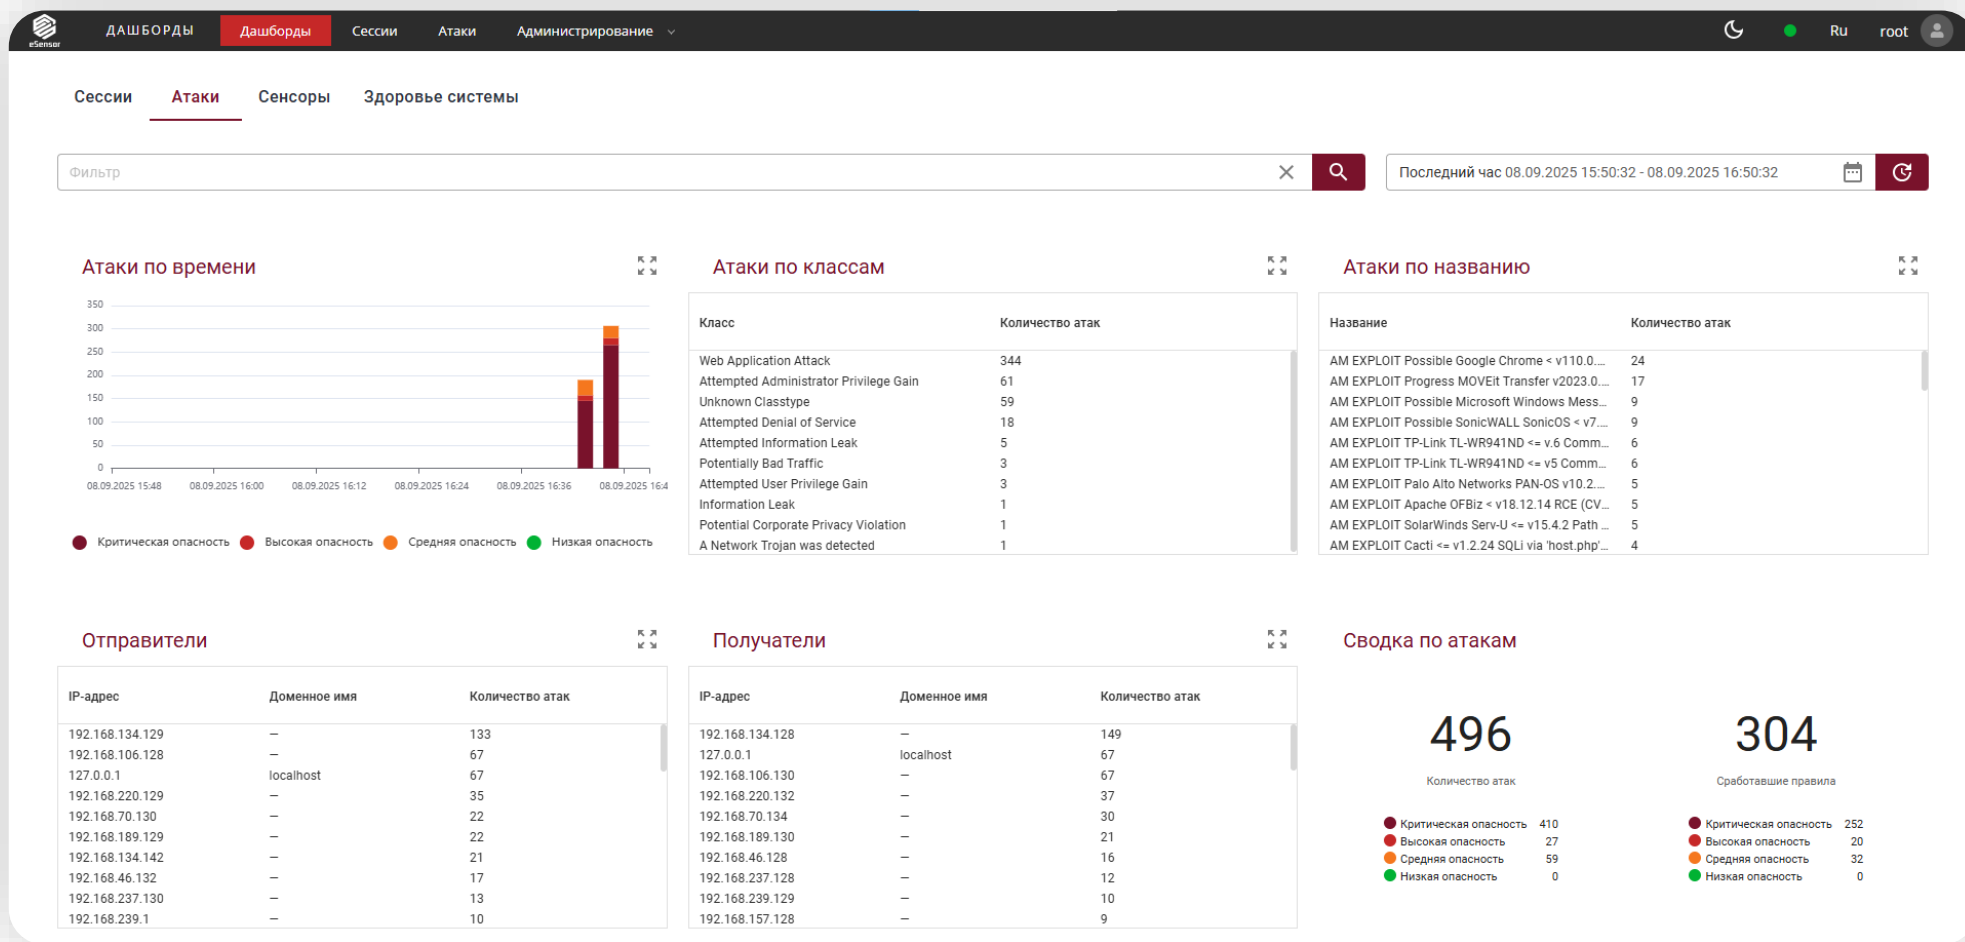 eSensor ДАШБОРДЫ Дашборды Сессии Атаки Администрирование Ru root
Сессии Атаки Сенсоры Здоровье системы
Фильтр
Последний час 08.09.2025 15:50:32 - 08.09.2025 16:50:32
Атаки по времени
350
300
250
200
150
100
50
0
08.09.2025 15:48 08.09.2025 16:00 08.09.2025 16:12 08.09.2025 16:24 08.09.2025 16:36 08.09.2025 16:4
Критическая опасность Высокая опасность Средняя опасность Низкая опасность
Атаки по классам
Класс Количество атак
Web Application Attack 344
Attempted Administrator Privilege Gain 61
Unknown Classtype 59
Attempted Denial of Service 18
Attempted Information Leak 5
Potentially Bad Traffic 3
Attempted User Privilege Gain 3
Information Leak 1
Potential Corporate Privacy Violation 1
A Network Trojan was detected 1
Атаки по названию
Название Количество атак
AM EXPLOIT Possible Google Chrome < v110.0.... 24
AM EXPLOIT Progress MOVEit Transfer v2023.0.... 17
AM EXPLOIT Possible Microsoft Windows Mess... 9
AM EXPLOIT Possible SonicWALL SonicOS < v7.... 9
AM EXPLOIT TP-Link TL-WR941ND <= v.6 Comm... 6
AM EXPLOIT TP-Link TL-WR941ND <= v5 Comm... 6
AM EXPLOIT Palo Alto Networks PAN-OS v10.2.... 5
AM EXPLOIT Apache OFBiz < v18.12.14 RCE (CV... 5
AM EXPLOIT SolarWinds Serv-U <= v15.4.2 Path ... 5
AM EXPLOIT Cacti <= v1.2.24 SQLi via 'host.php'... 4
Отправители
IP-адрес Доменное имя Количество атак
192.168.134.129 — 133
192.168.106.128 — 67
127.0.0.1 localhost 67
192.168.220.129 — 35
192.168.70.130 — 22
192.168.189.129 — 22
192.168.134.142 — 21
192.168.46.132 — 17
192.168.237.130 — 13
192.168.239.1 — 10
Получатели
IP-адрес Доменное имя Количество атак
192.168.134.128 — 149
127.0.0.1 localhost 67
192.168.106.130 — 67
192.168.220.132 — 37
192.168.70.134 — 30
192.168.189.130 — 21
192.168.46.128 — 16
192.168.237.128 — 12
192.168.239.129 — 10
192.168.157.128 — 9
Сводка по атакам
496
Количество атак
Критическая опасность 410
Высокая опасность 27
Средняя опасность 59
Низкая опасность 0
304
Сработавшие правила
Критическая опасность 252
Высокая опасность 20
Средняя опасность 32
Низкая опасность 0